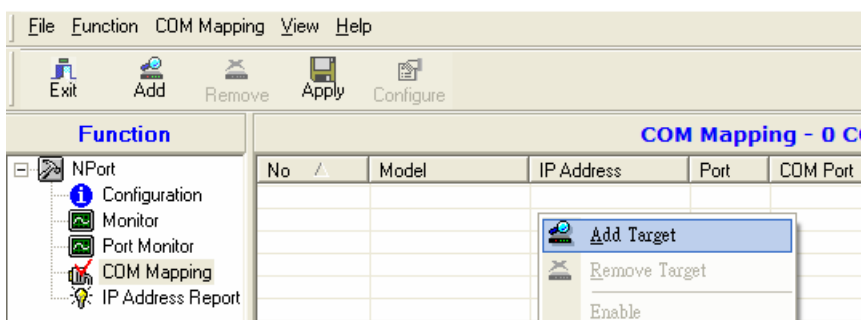 File Function COM Mapping View Help
Exit Add Remove Apply Configure
Function
COM Mapping - 0 C
NPort
Configuration
Monitor
Port Monitor
COM Mapping
IP Address Report
No Model IP Address Port COM Port
Add Target
Remove Target
Enable